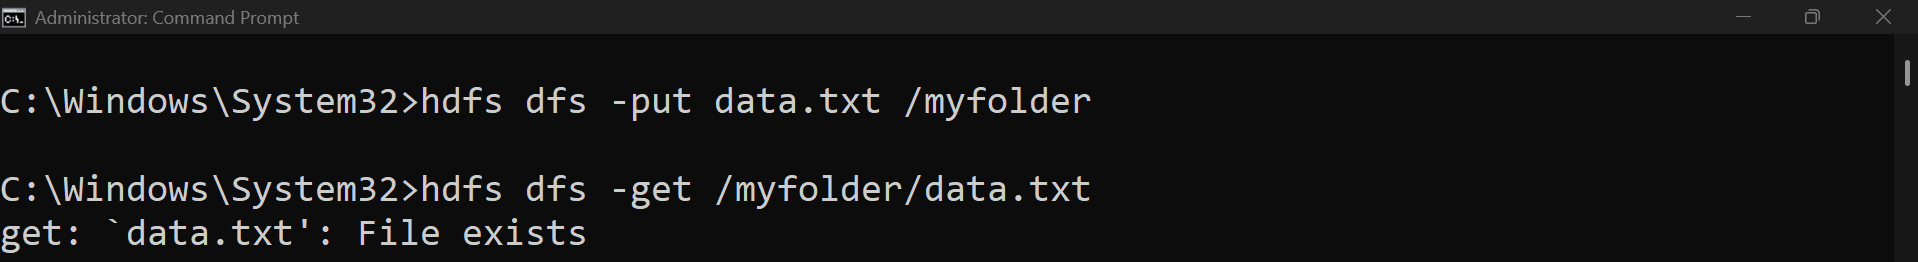 Administrator: Command Prompt
C:\Windows\System32>hdfs dfs -put data.txt /myfolder
C:\Windows\System32>hdfs dfs -get /myfolder/data.txt
get: `data.txt': File exists